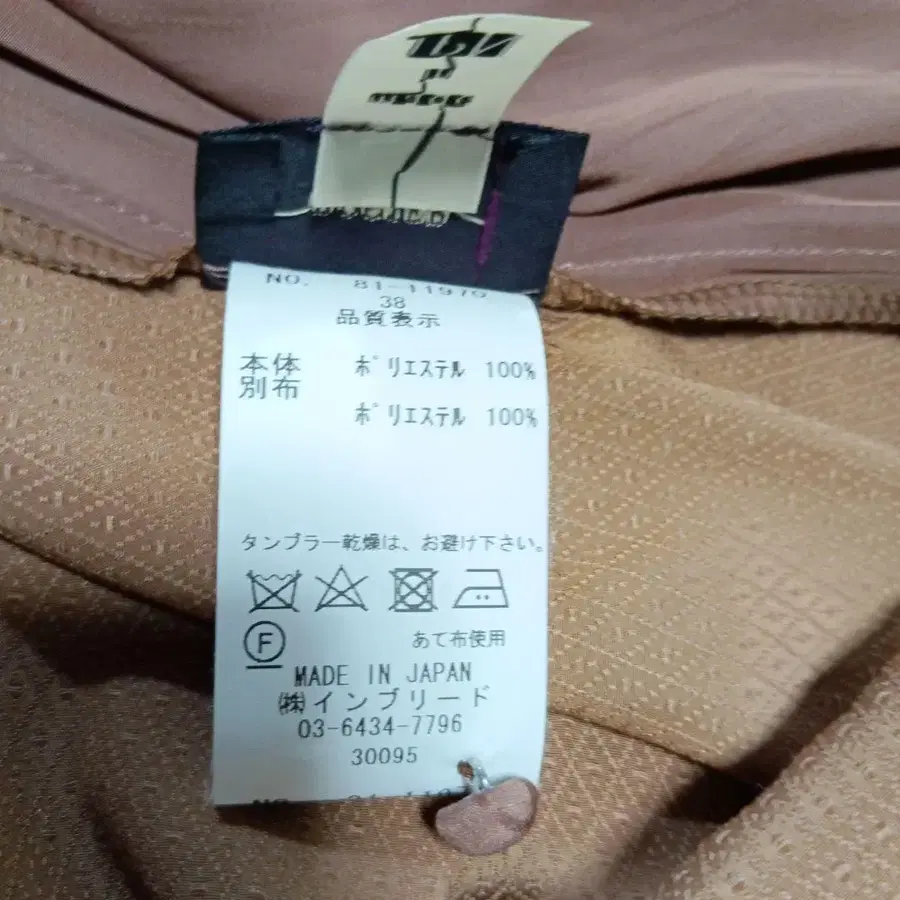 NO. 81-11970
38
品質表示
本体 ポリエステル 100%
別布
ポリエステル 100%
タンブラー乾燥は、お避け下さい。
F
あて布使用
MADE IN JAPAN
㈱インブリード
03-6434-7796
30095
NO.